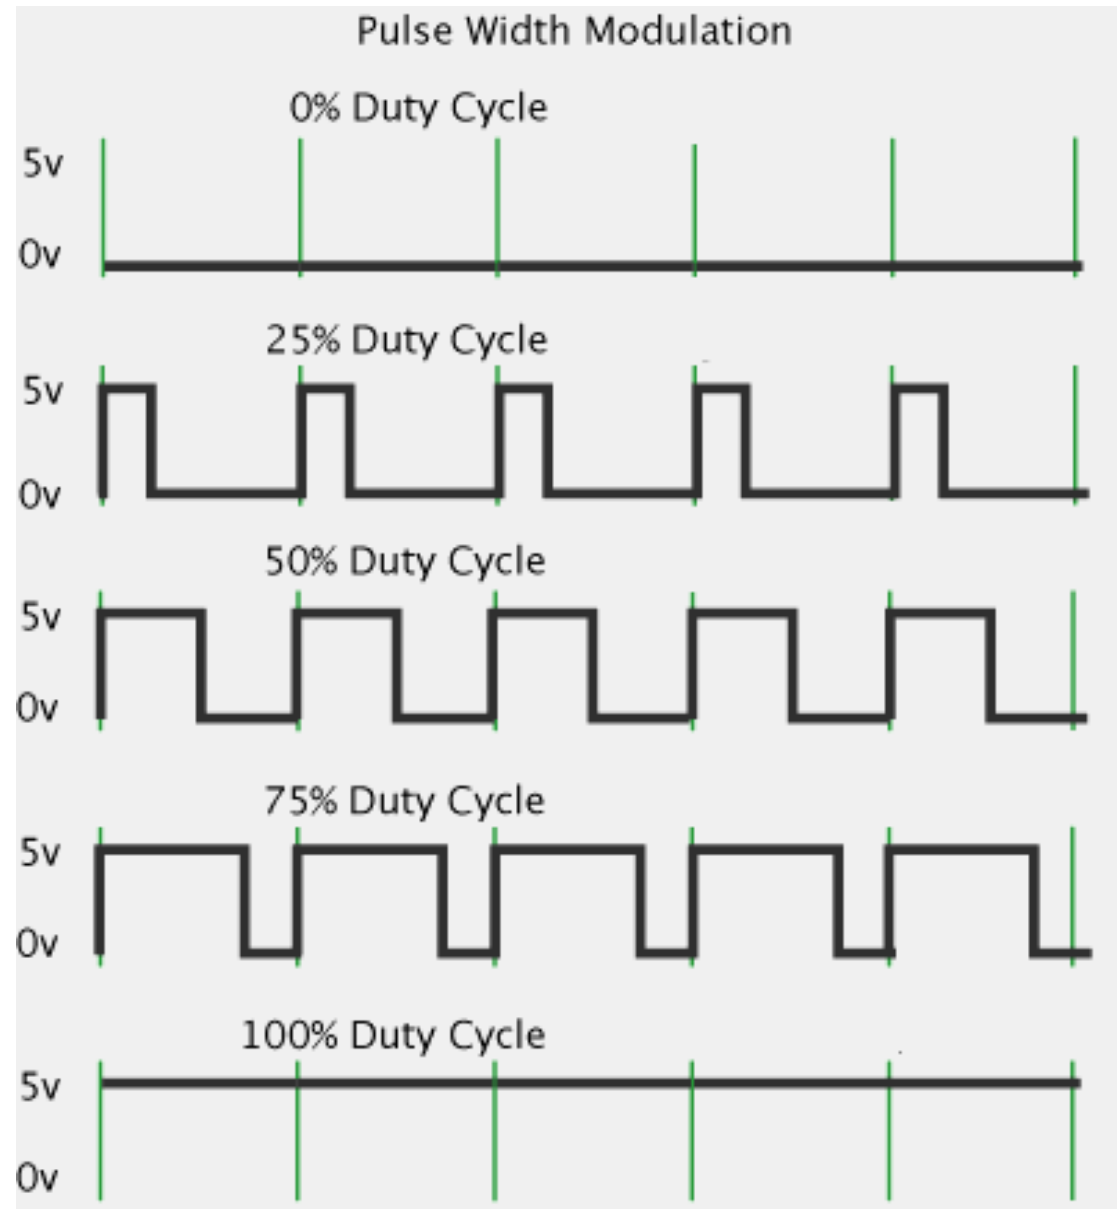 Pulse Width Modulation
0% Duty Cycle
5v
0v
25% Duty Cycle
5v
0v
50% Duty Cycle
5v
0v
75% Duty Cycle
5v
0v
100% Duty Cycle
5v
0v